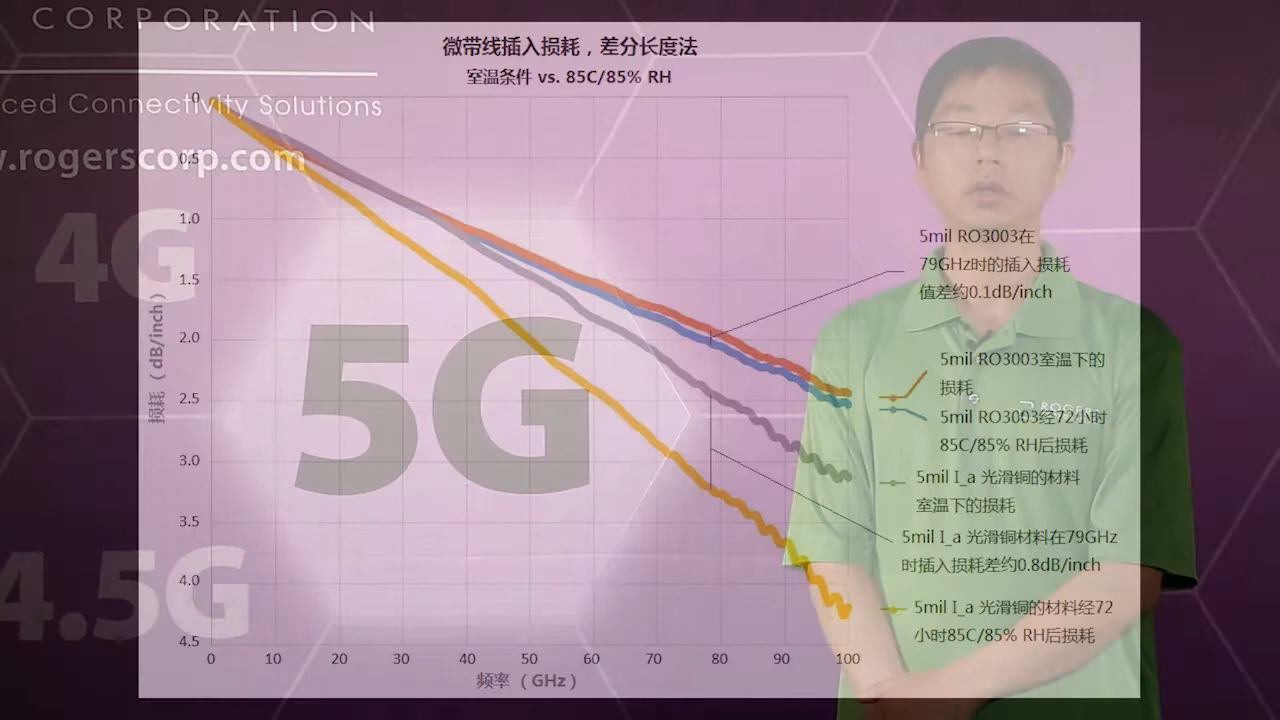 CORPORATION
ced Connectivity Solutions
.rogerscorp.com
4G
4.5G
5G
微带线插入损耗，差分长度法
室温条件 vs. 85C/85% RH
0
0.5
1.0
1.5
2.0
2.5
3.0
3.5
4.0
4.5
损耗（dB/inch）
0 10 20 30 40 50 60 70 80 90 100
频率（GHz）
5mil RO3003在
79GHz时的插入损耗
值差约0.1dB/inch
5mil RO3003室温下的
损耗
ROGER
5mil RO3003经72小时
85C/85% RH后损耗
5mil I_a 光滑铜的材料
室温下的损耗
5mil I_a 光滑铜材料在79GHz
时插入损耗差约0.8dB/inch
5mil I_a 光滑铜的材料经72
小时85C/85% RH后损耗